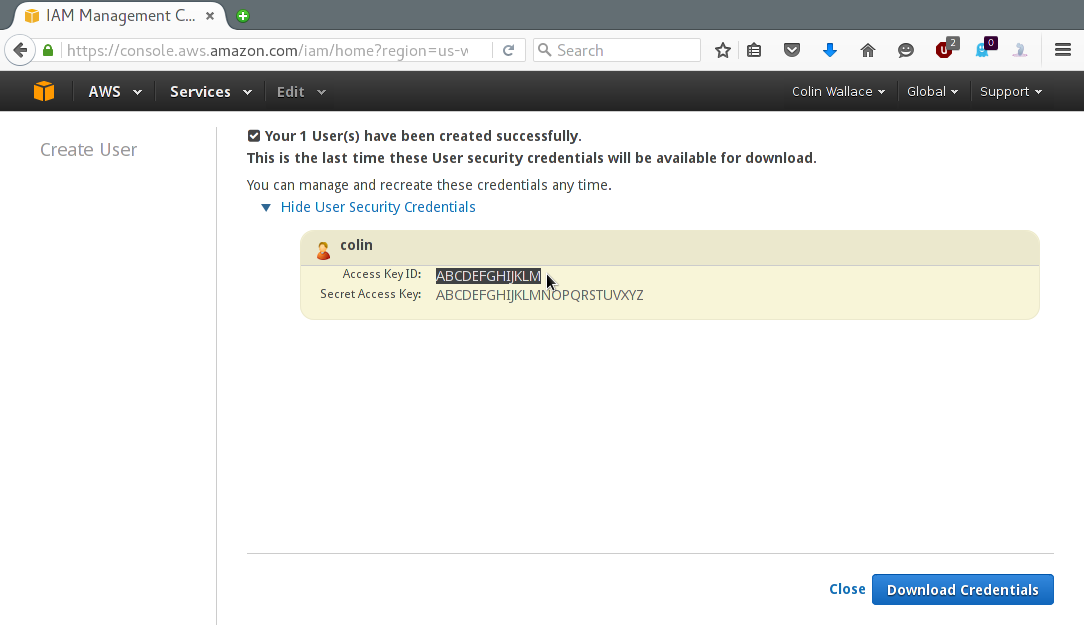 IAM Management C...
https://console.aws.amazon.com/iam/home?region=us-w
Search
2
0
AWS Services Edit Colin Wallace Global Support
Create User
Your 1 User(s) have been created successfully.
This is the last time these User security credentials will be available for download.
You can manage and recreate these credentials any time.
Hide User Security Credentials
colin
Access Key ID: ABCDEFGHIJKLM
Secret Access Key: ABCDEFGHIJKLMNOPQRSTUVXYZ
Close Download Credentials